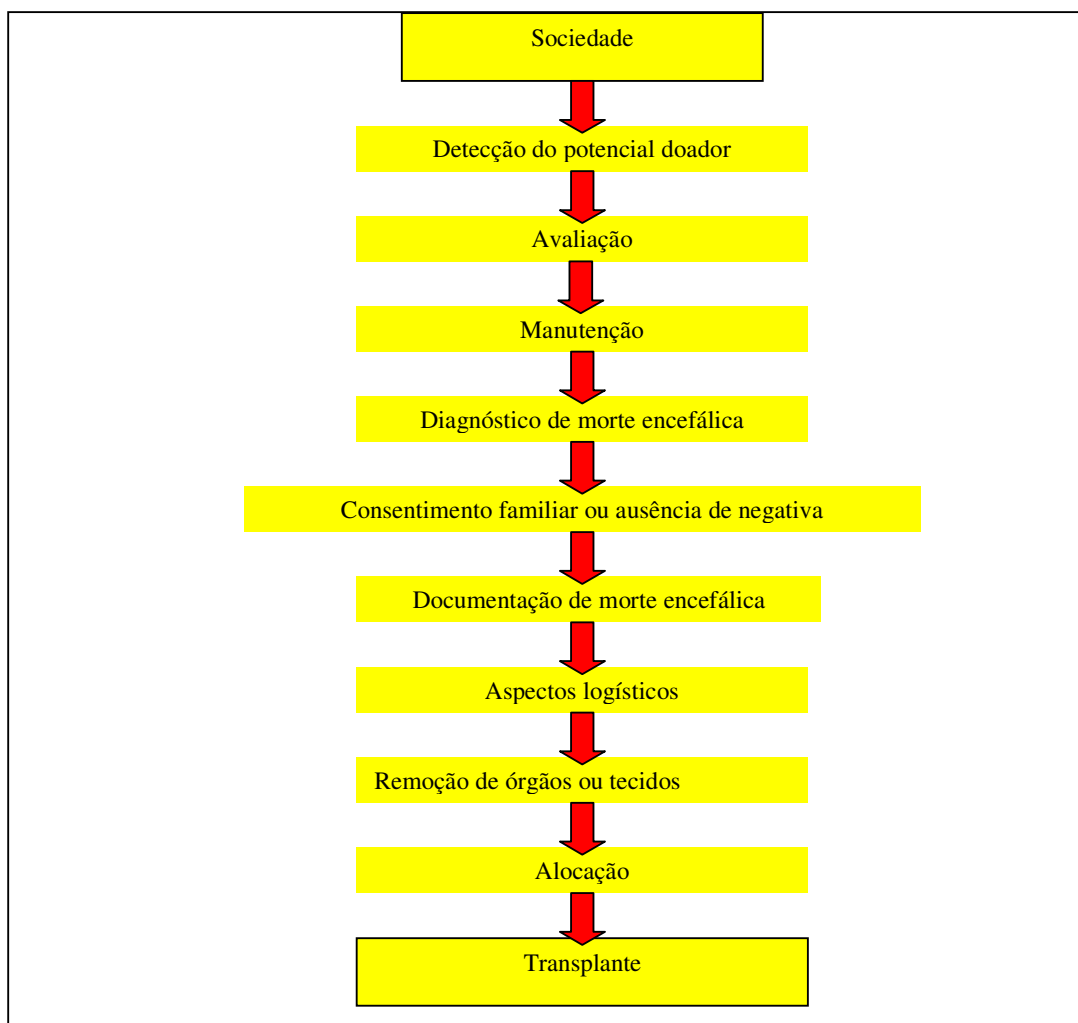 Sociedade
Detecção do potencial doador
Avaliação
Manutenção
Diagnóstico de morte encefálica
Consentimento familiar ou ausência de negativa
Documentação de morte encefálica
Aspectos logísticos
Remoção de órgãos ou tecidos
Alocação
Transplante